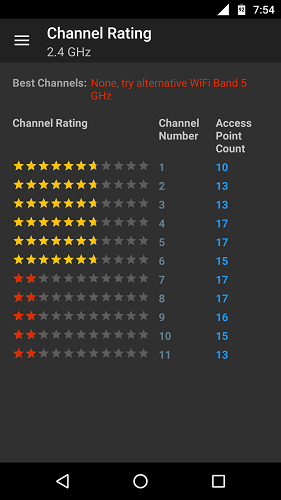 92 7:54
Channel Rating
2.4 GHz
Best Channels: None, try alternative WiFi Band 5
GHz
Channel Rating Channel Access
Number Point
Count
1 10
2 13
3 13
4 17
5 17
6 15
7 17
8 17
9 16
10 15
11 13